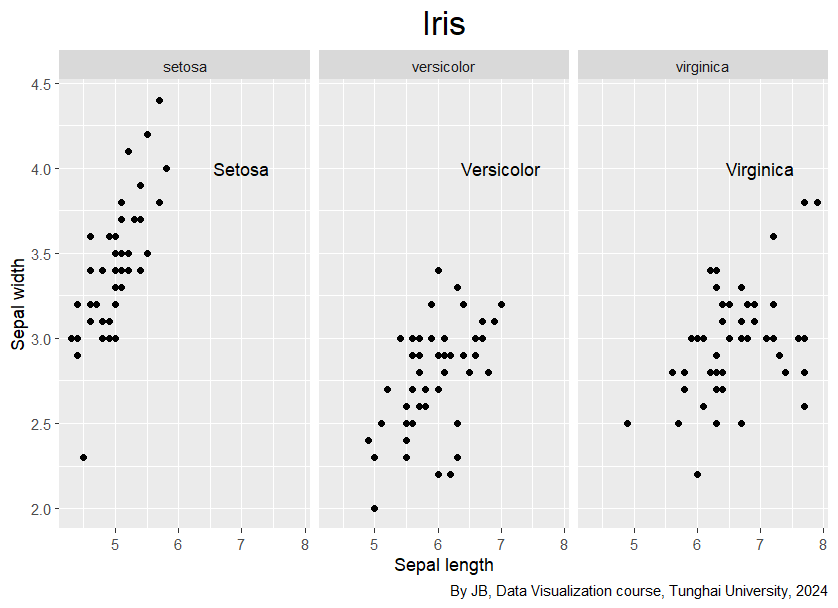 Iris
setosa
versicolor
virginica
4.5
4.0
3.5
3.0
2.5
2.0
Sepal width
Setosa
Versicolor
Virginica
5 6 7 8
5 6 7 8
5 6 7 8
Sepal length
By JB, Data Visualization course, Tunghai University, 2024